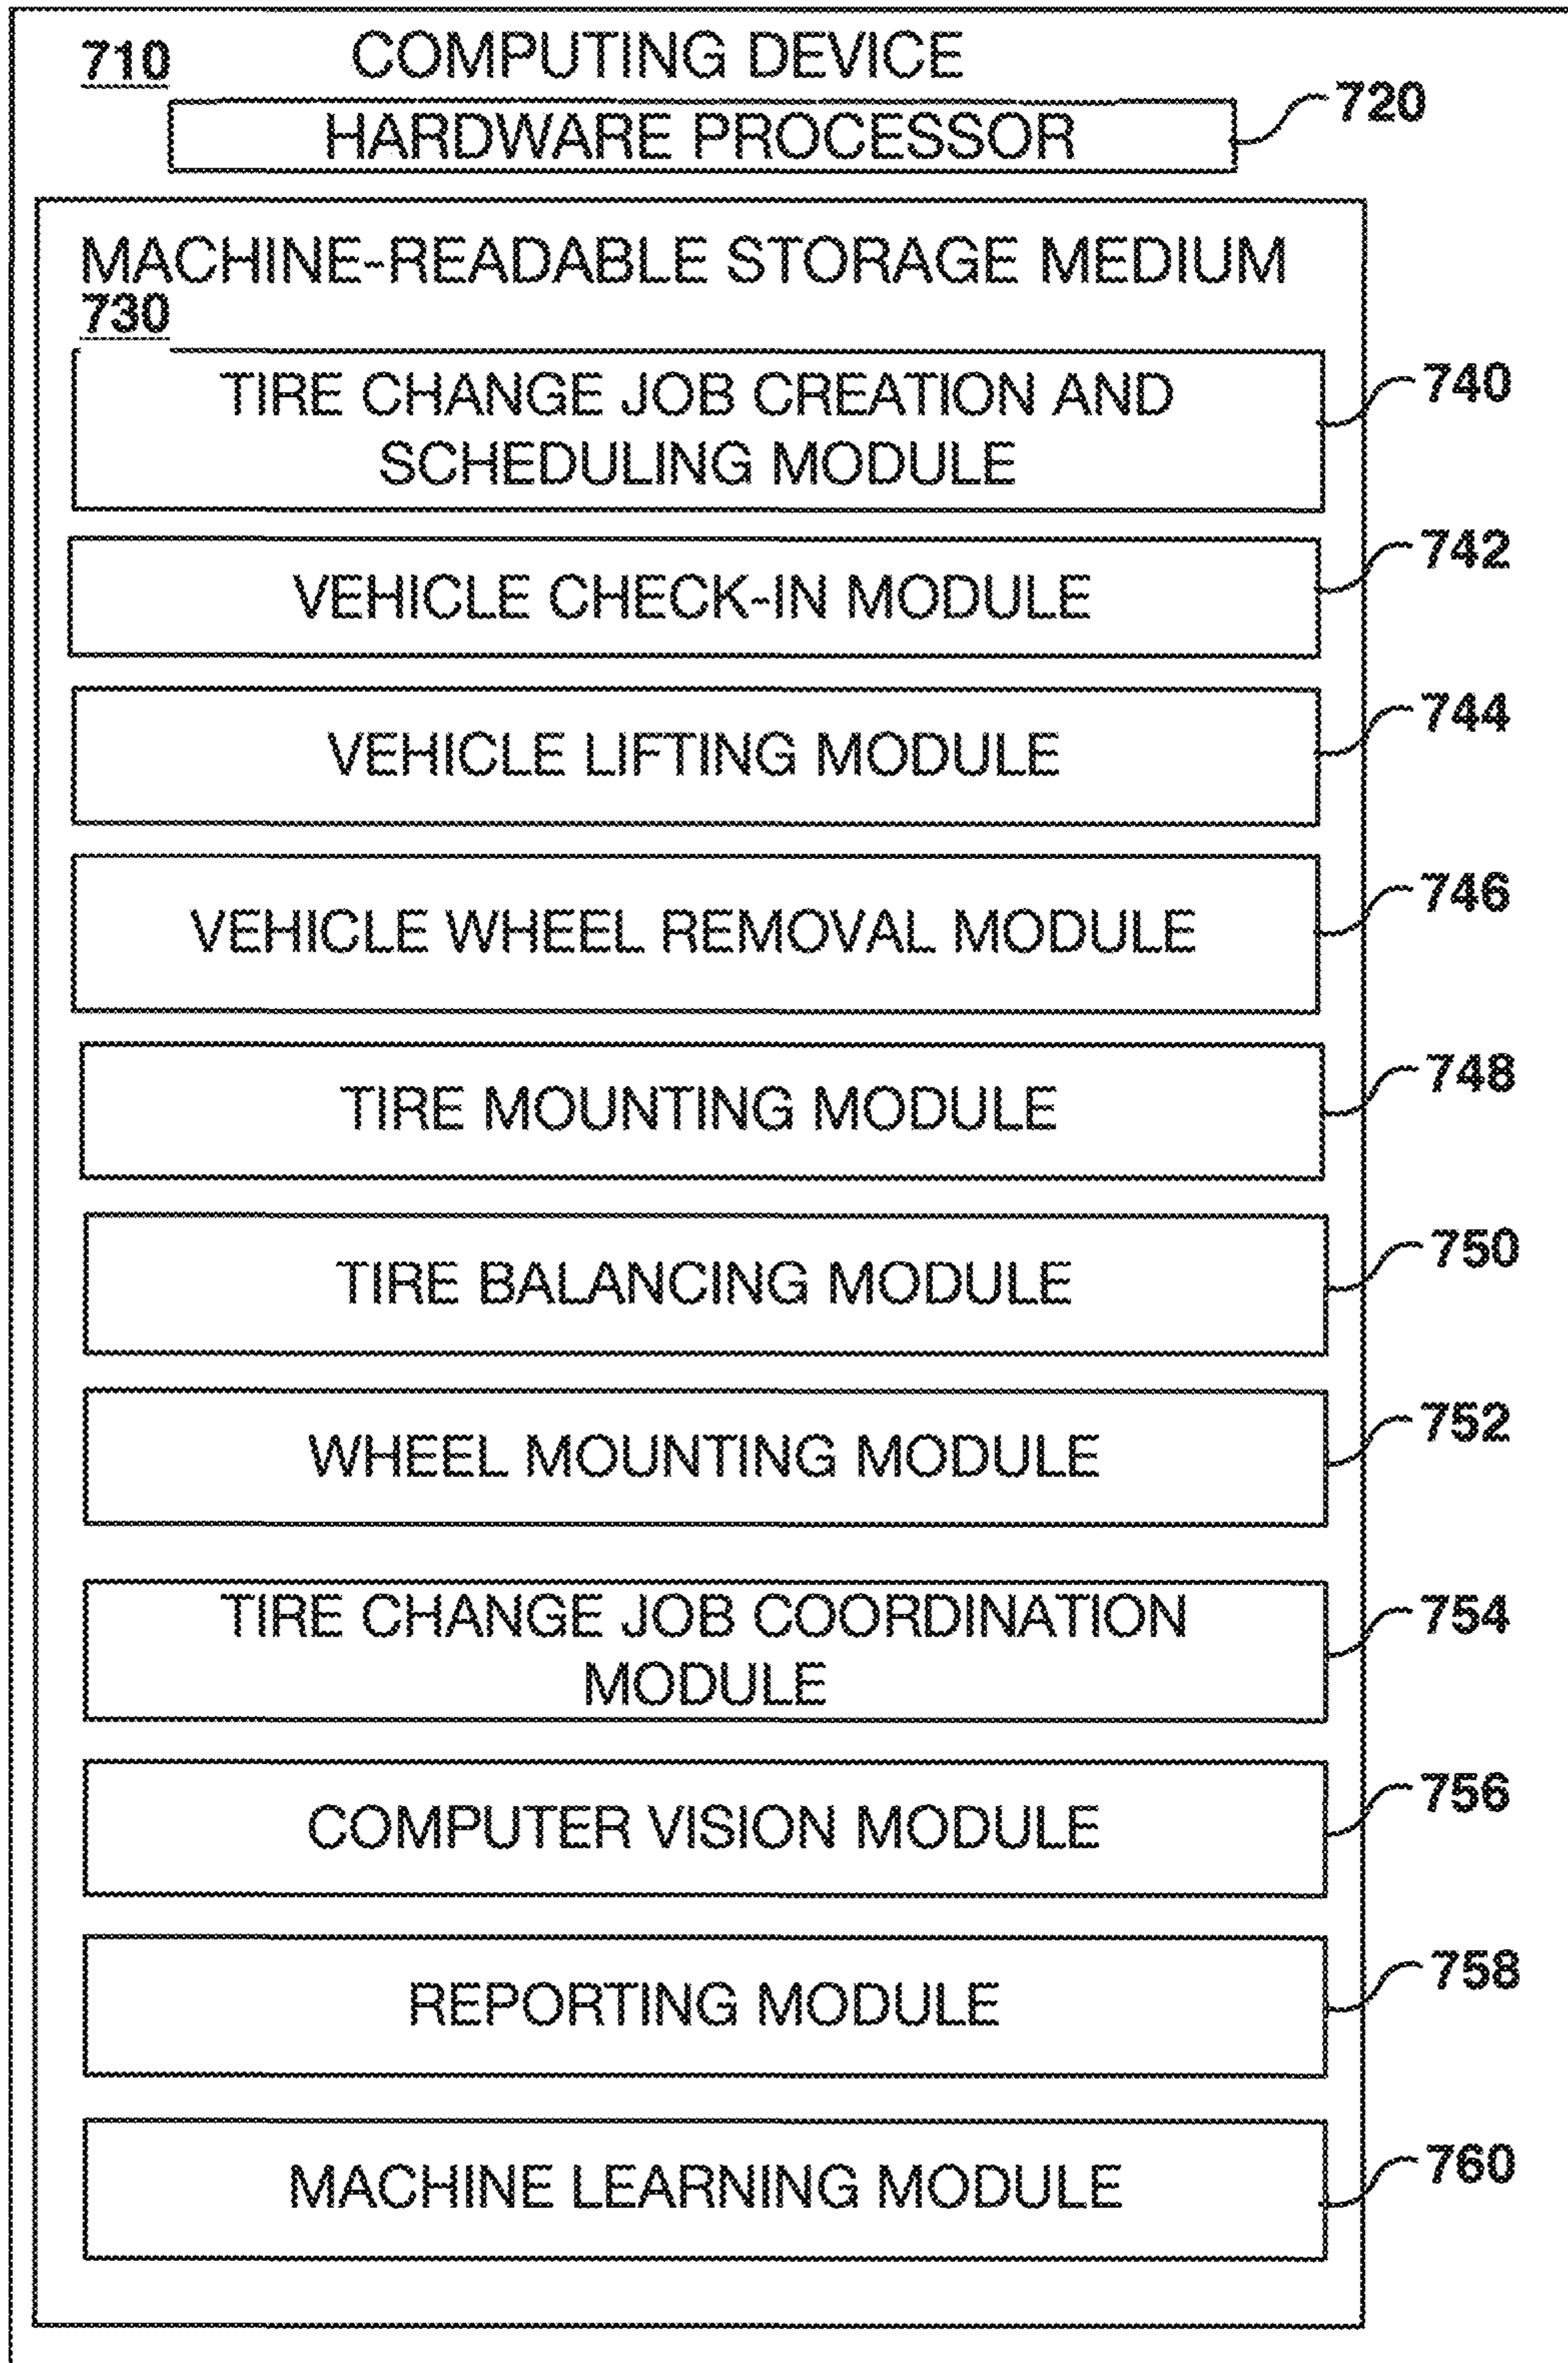 710 COMPUTING DEVICE
HARDWARE PROCESSOR 720
MACHINE-READABLE STORAGE MEDIUM
730
TIRE CHANGE JOB CREATION AND
SCHEDULING MODULE
740
VEHICLE CHECK-IN MODULE 742
VEHICLE LIFTING MODULE 744
VEHICLE WHEEL REMOVAL MODULE 746
TIRE MOUNTING MODULE 748
TIRE BALANCING MODULE 750
WHEEL MOUNTING MODULE 752
TIRE CHANGE JOB COORDINATION
MODULE
754
COMPUTER VISION MODULE 756
REPORTING MODULE 758
MACHINE LEARNING MODULE 760